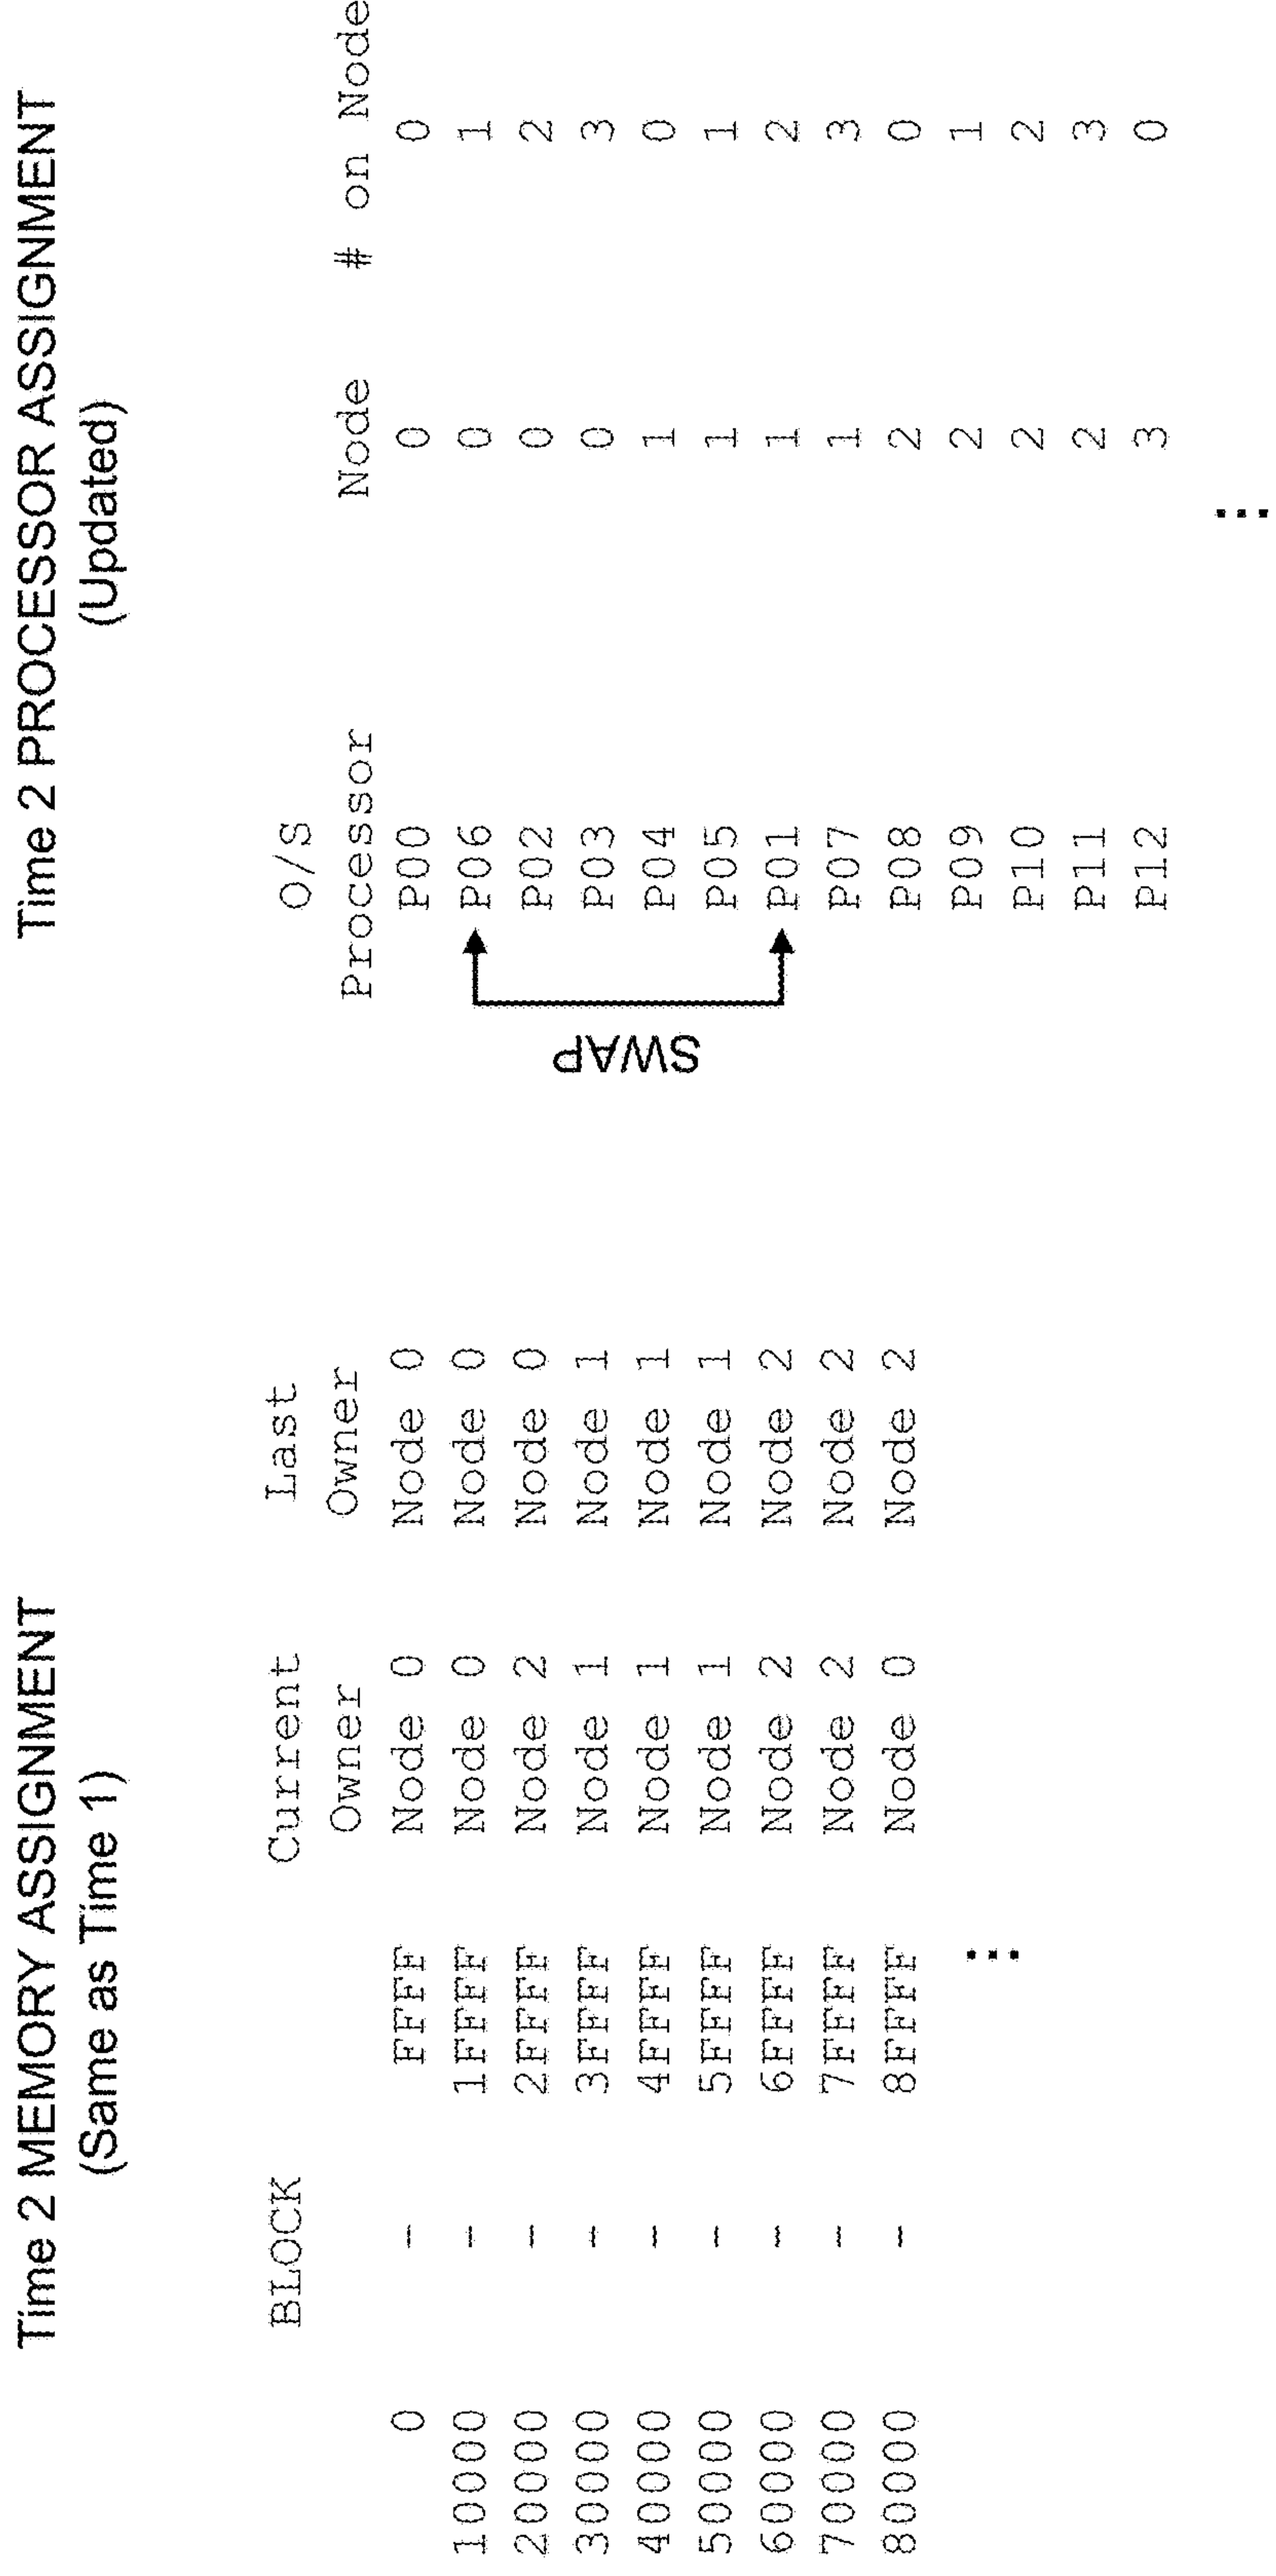 Time 2 MEMORY ASSIGNMENT
(Same as Time 1)
BLOCK Current Last
Owner Owner
0 - FFFF Node 0 Node 0
10000 - 1FFFF Node 0 Node 0
20000 - 2FFFF Node 2 Node 0
30000 - 3FFFF Node 1 Node 1
40000 - 4FFFF Node 1 Node 1
50000 - 5FFFF Node 1 Node 1
60000 - 6FFFF Node 2 Node 2
70000 - 7FFFF Node 2 Node 2
80000 - 8FFFF Node 0 Node 2
...
Time 2 PROCESSOR ASSIGNMENT
(Updated)
O/S
Processor Node # on Node
P00 0 0
P06 0 1
P02 0 2
P03 0 3
P04 1 0
P05 1 1
P01 1 2
P07 1 3
P08 2 0
P09 2 1
P10 2 2
P11 2 3
P12 3 0
...
SWAP